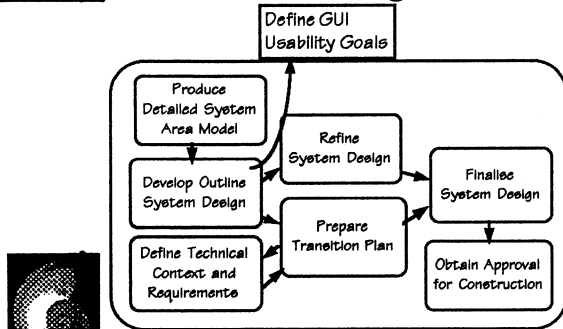 Define GUI
Usability Goals
Produce
Detailed System
Area Model
Refine
System Design
Develop Outline
System Design
Finalise
System Design
Prepare
Transition Plan
Define Technical
Context and
Requirements
Obtain Approval
for Construction